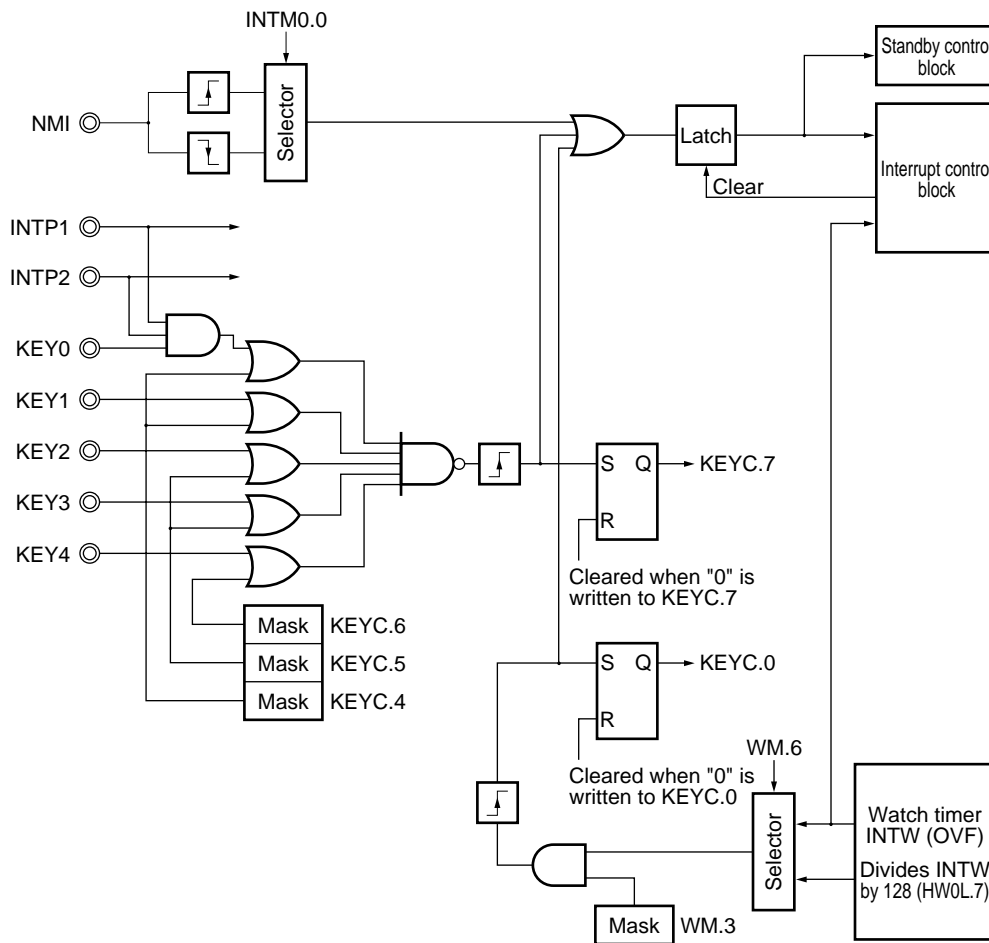 INTM0.0
NMI
Selector
Latch
Clear
Standby contro
block
Interrupt contro
block
INTP1
INTP2
KEY0
KEY1
KEY2
KEY3
KEY4
S Q
R
KEYC.7
Cleared when "0" is
written to KEYC.7
Mask KEYC.6
Mask KEYC.5
Mask KEYC.4
S Q
R
KEYC.0
Cleared when "0" is
written to KEYC.0
WM.6
Selector
Watch timer
INTW (OVF)
Divides INTW
by 128 (HW0L.7)
Mask WM.3